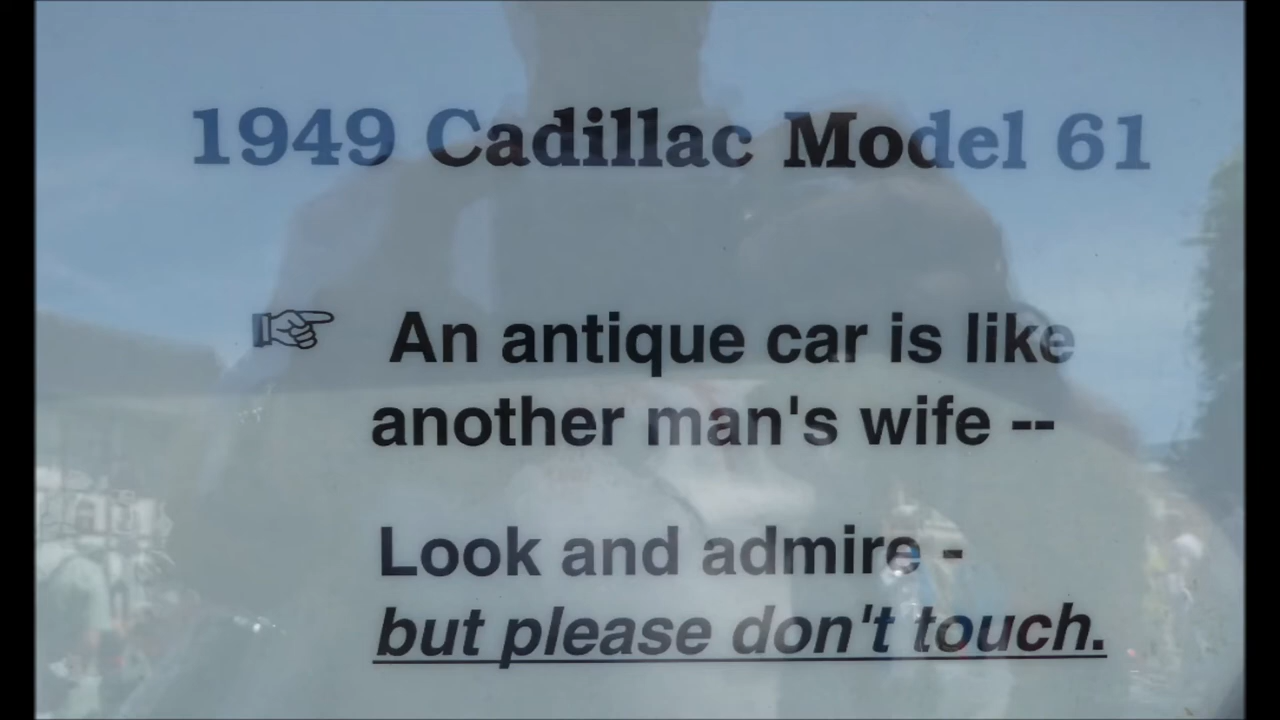 1949 Cadillac Model 61
☞ An antique car is like
another man's wife --
Look and admire -
but please don't touch.